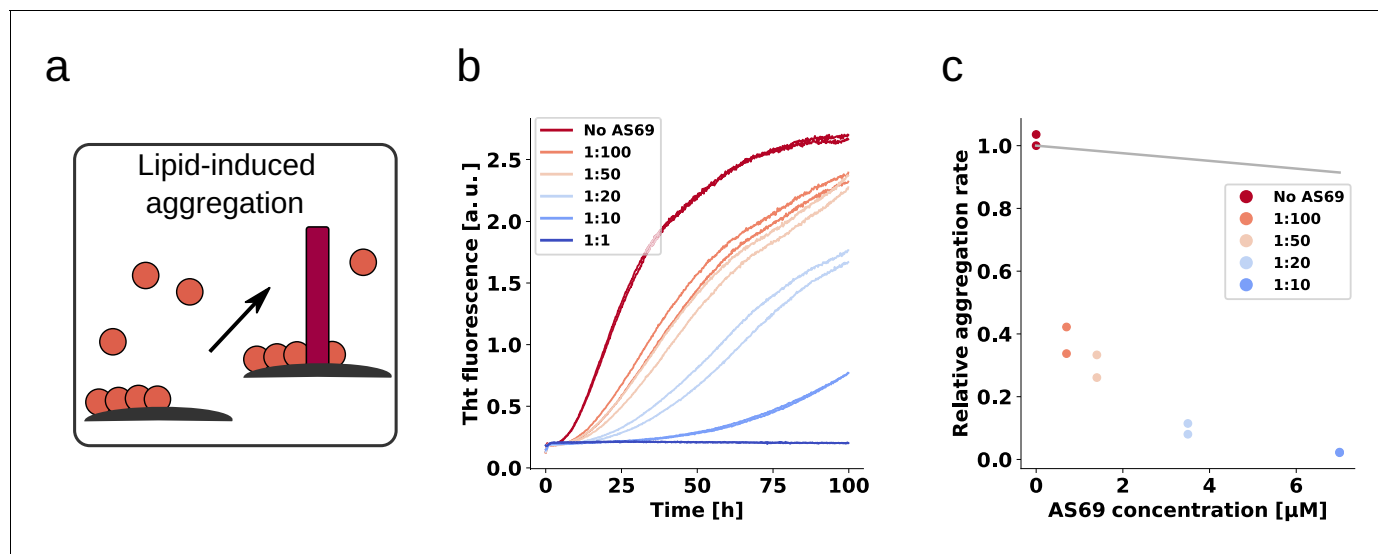 a
Lipid-induced
aggregation
b
Tht fluorescence [a. u.]
2.5
2.0
1.5
1.0
0.5
0.0
No AS69
1:100
1:50
1:20
1:10
1:1
0
25
50
75
100
Time [h]
c
Relative aggregation rate
1.0
0.8
0.6
0.4
0.2
0.0
No AS69
1:100
1:50
1:20
1:10
0
2
4
6
AS69 concentration [μM]